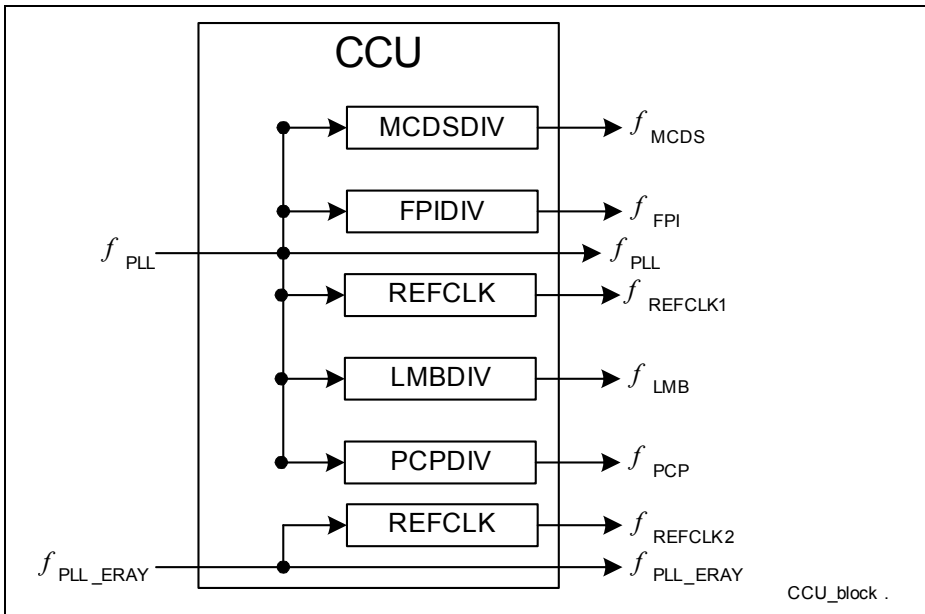 CCU
MCDSDIV
f MCDS
FPIDIV
f FPI
f PLL
f PLL
REFCLK
f REFCLK1
LMBDIV
f LMB
PCPDIV
f PCP
REFCLK
f REFCLK2
f PLL_ERAY
f PLL_ERAY
CCU_block .